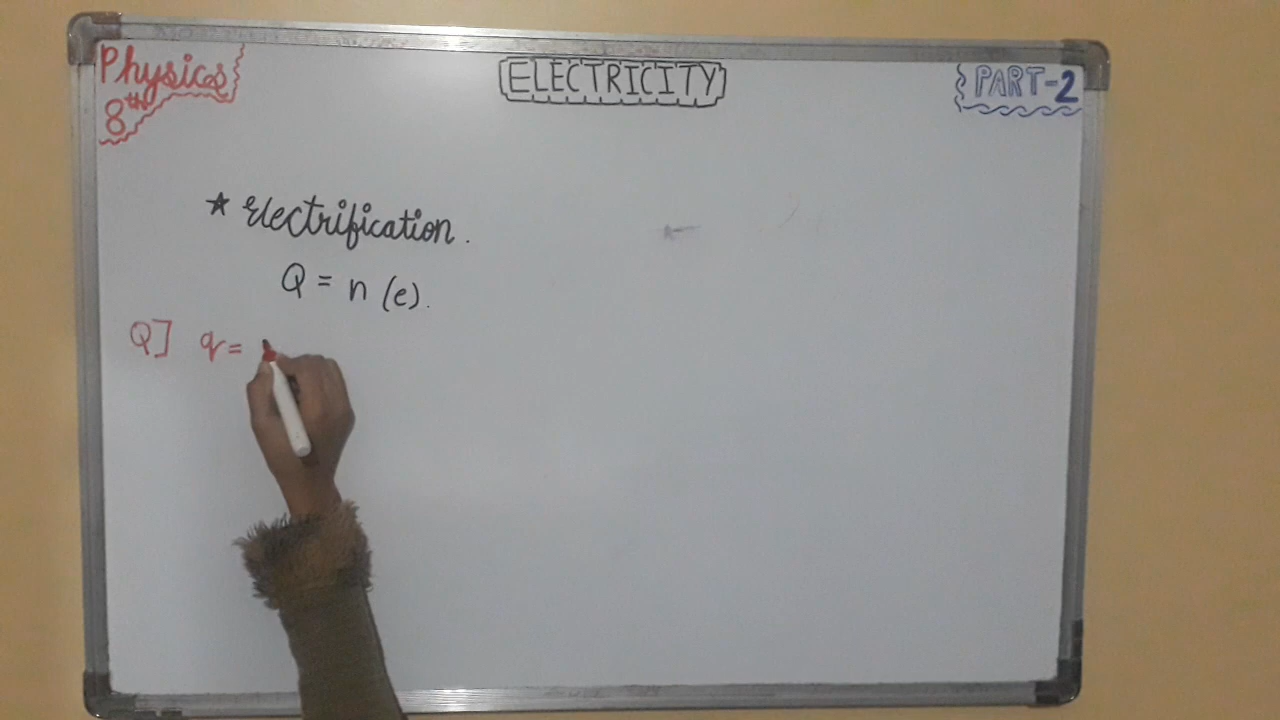 Physics
8th
ELECTRICITY
PART-2
★ Electrification.
Q = n (e).
Q] q =